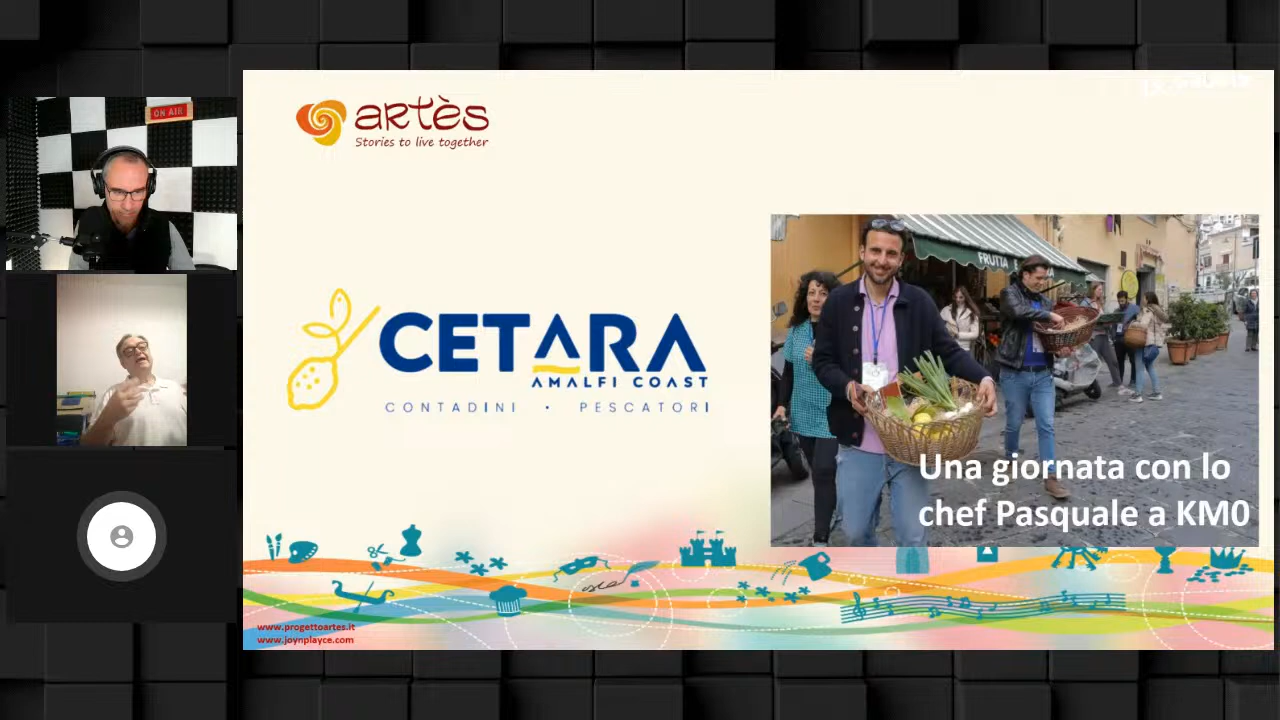 ON AIR
artès
Stories to live together
CETARA
AMALFI COAST
CONTADINI • PESCATORI
FRUTTA E
Una giornata con lo
chef Pasquale a KM0
www.progettoartes.it
www.joynplayce.com